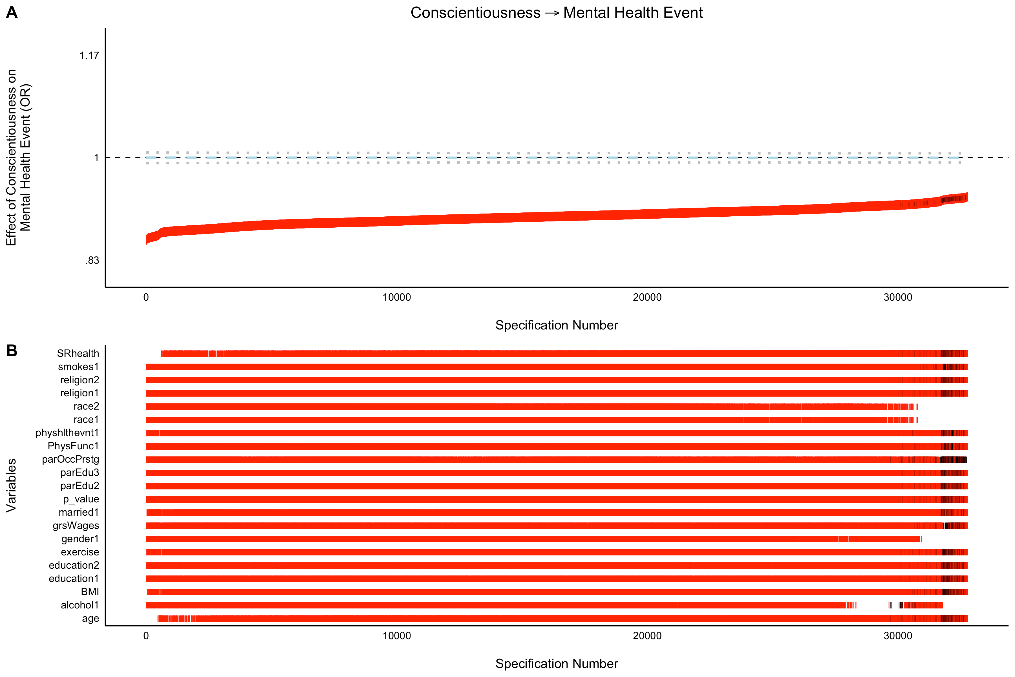 A
Conscientiousness → Mental Health Event
Effect of Conscientiousness on
Mental Health Event (OR)
1.17
1
.83
0 10000 20000 30000
Specification Number
B
Variables
SRhealth
smokes1
religion2
religion1
race2
race1
physhlthevnt1
PhysFunc1
parOccPrstg
parEdu3
parEdu2
p_value
married1
grsWages
gender1
exercise
education2
education1
BMI
alcohol1
age
0 10000 20000 30000
Specification Number